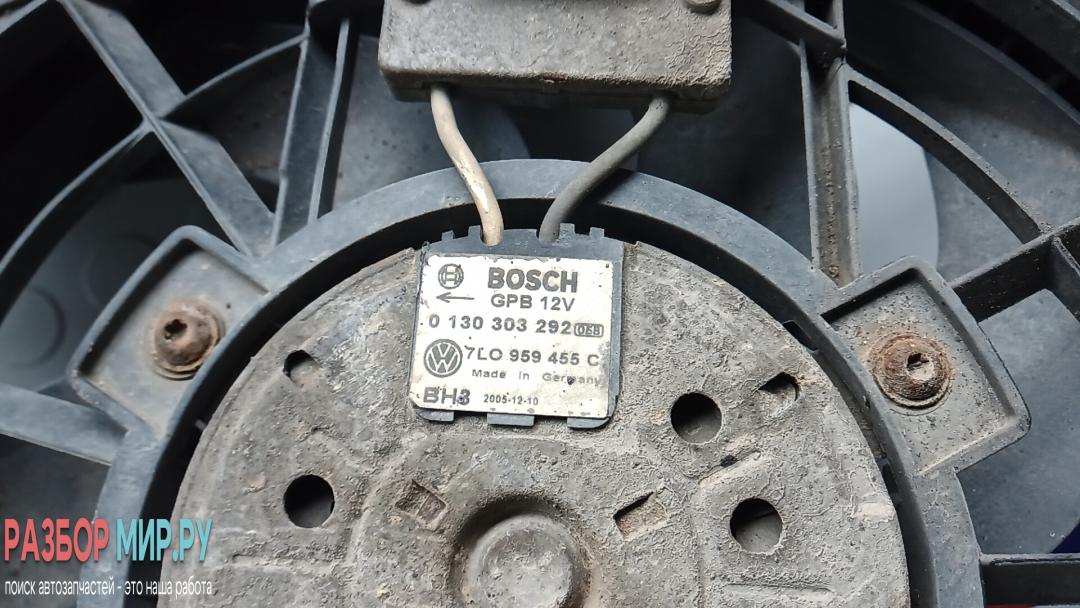 BOSCH
GPB 12V
0 130 303 292 06B
7L0 959 455 C
Made in Germany
BH3 2005-12-10
РАЗБОР МИР.РУ
поиск автозапчастей - это наша работа